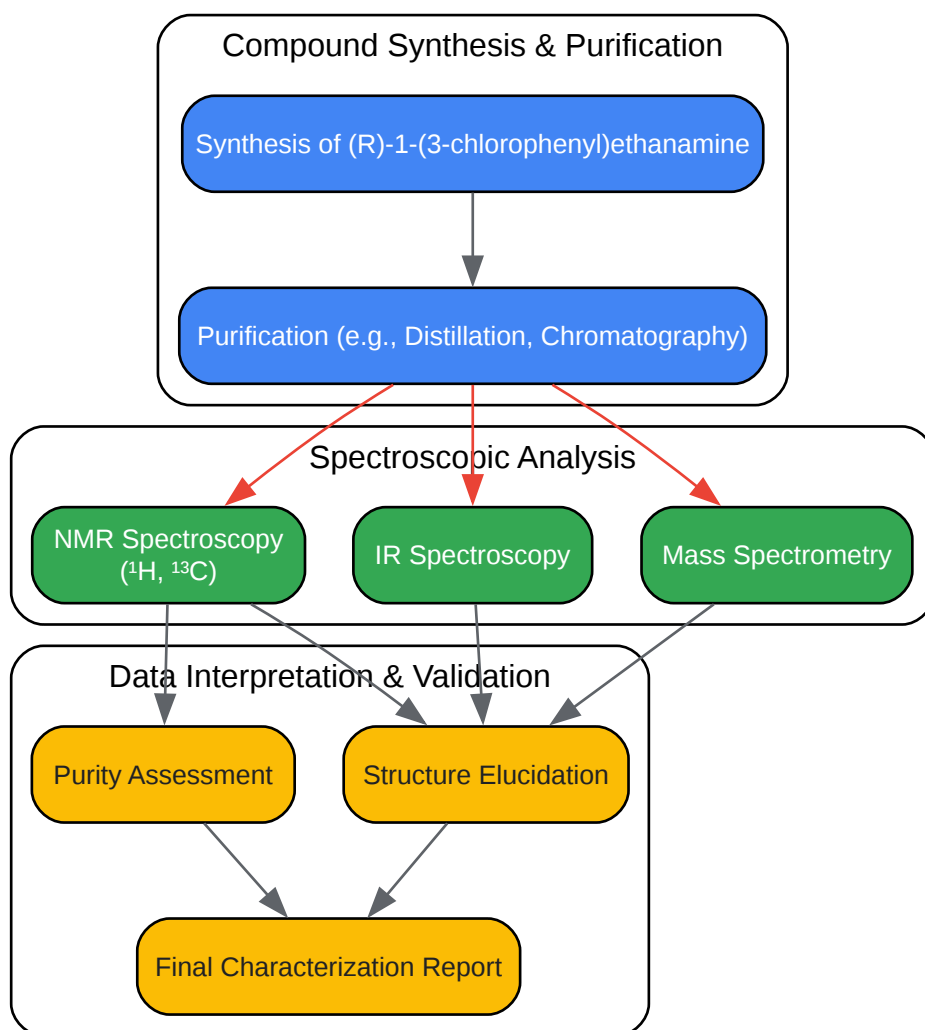 Compound Synthesis & Purification
Synthesis of (R)-1-(3-chlorophenyl)ethanamine
Purification (e.g., Distillation, Chromatography)
Spectroscopic Analysis
NMR Spectroscopy
(¹H, ¹³C)
IR Spectroscopy
Mass Spectrometry
Data Interpretation & Validation
Purity Assessment
Structure Elucidation
Final Characterization Report